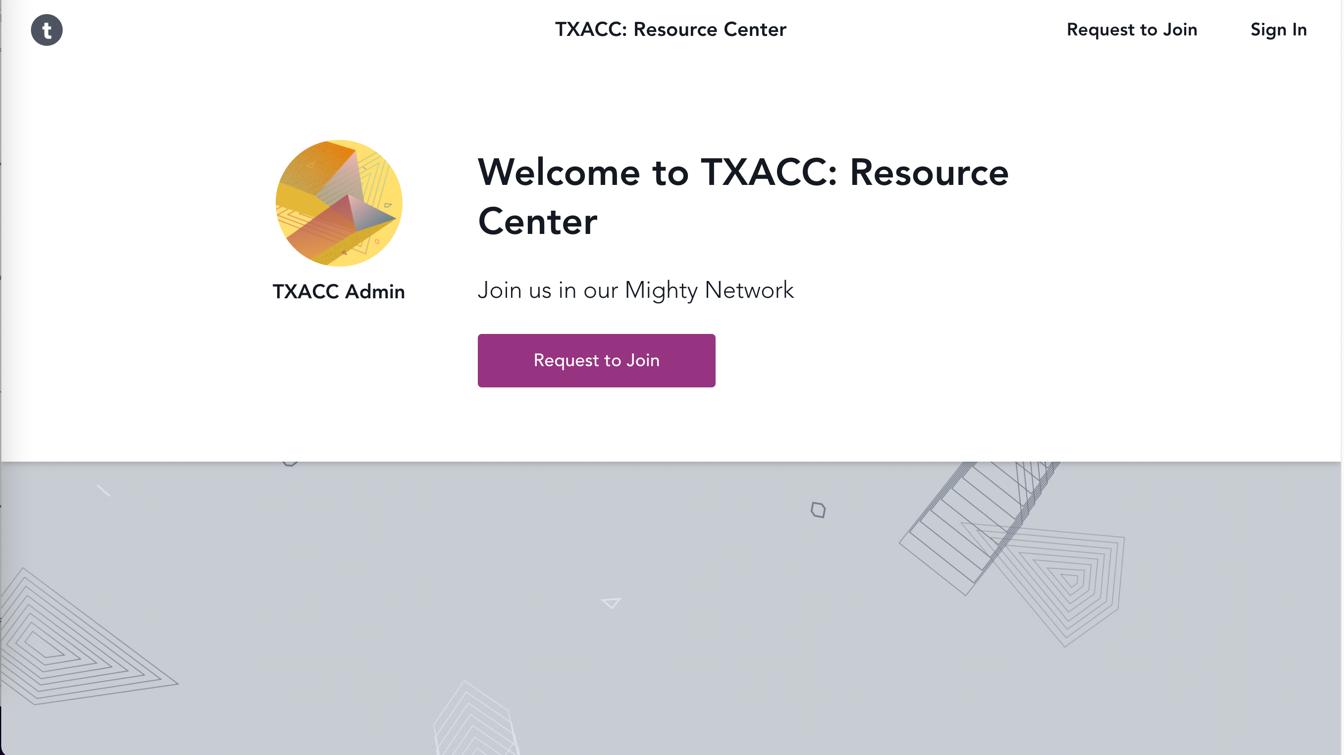 t
TXACC: Resource Center
Request to Join
Sign In
Welcome to TXACC: Resource
Center
TXACC Admin
Join us in our Mighty Network
Request to Join